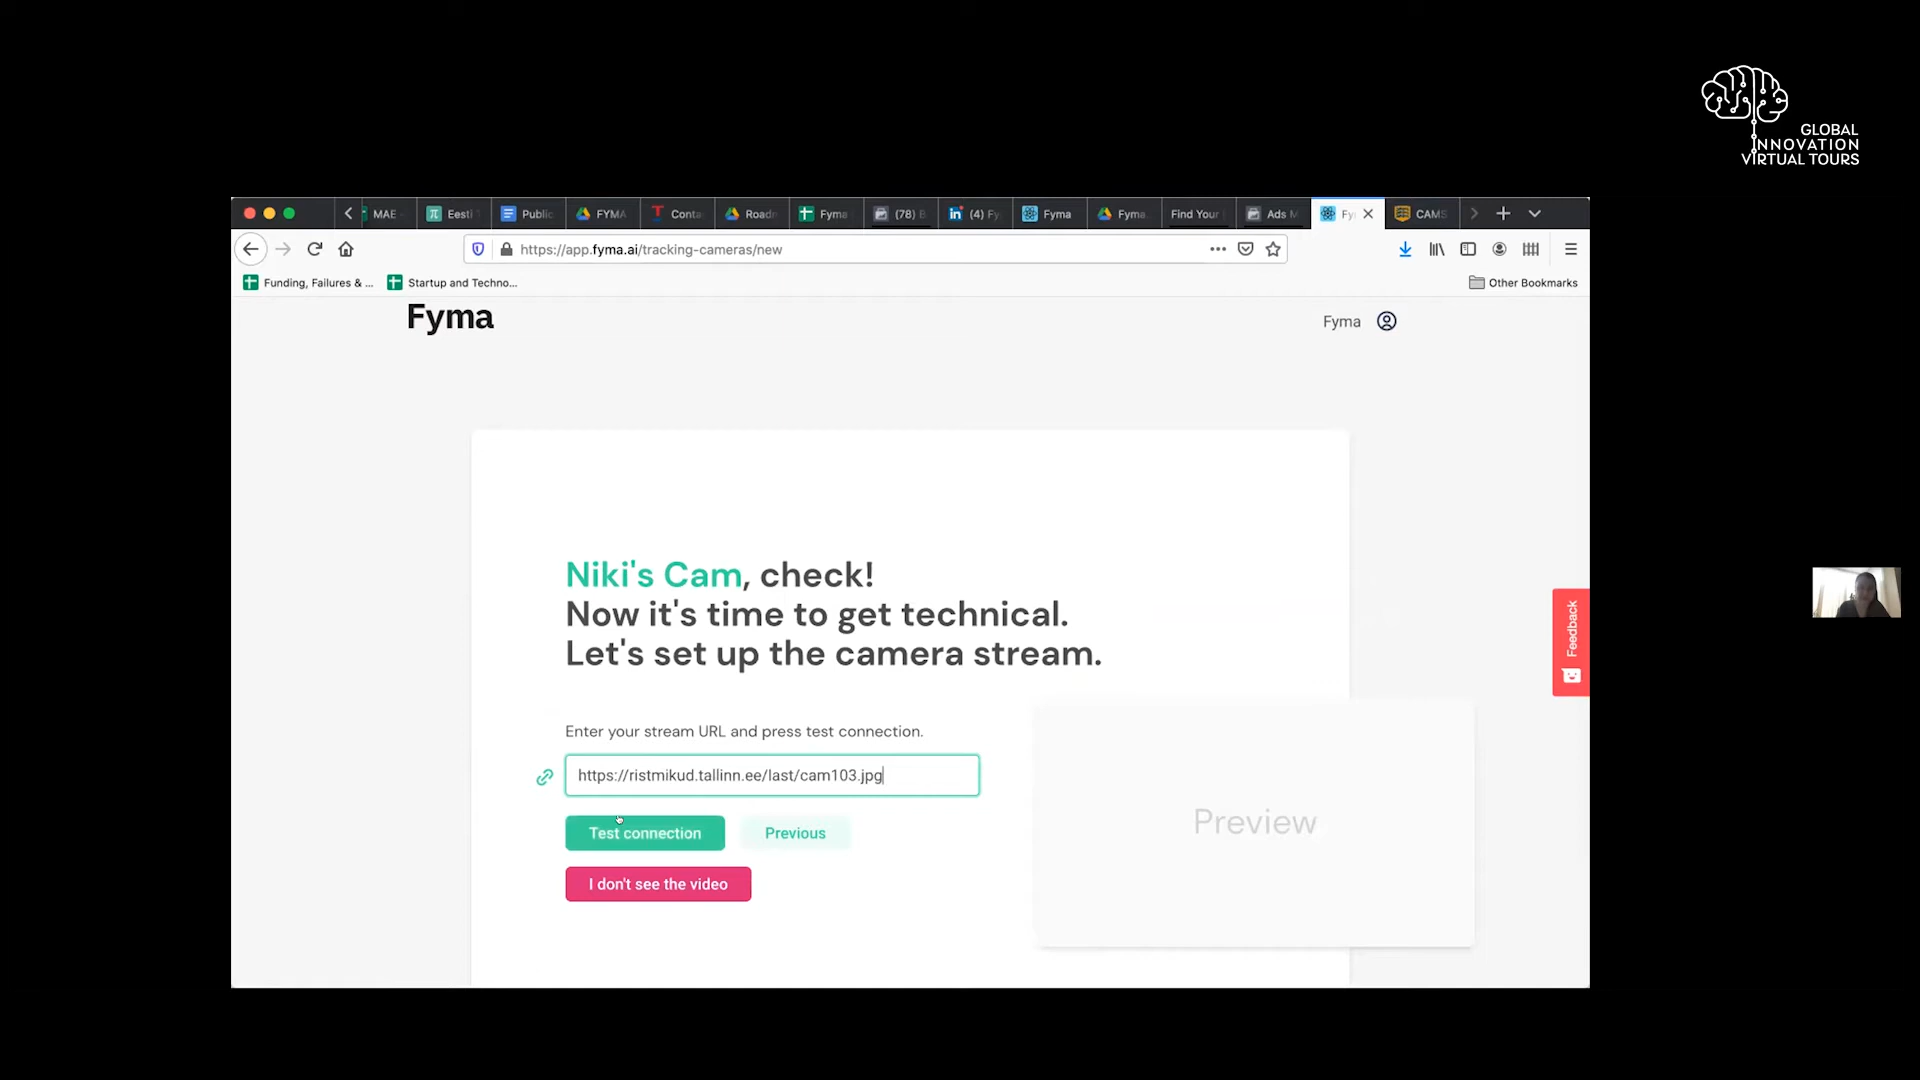 GLOBAL
INNOVATION
VIRTUAL TOURS
MAE
Eesti
Public
FYMA
Conta
Roadm
Fyma
(78)
(4) Fy
Fyma
Fyma
Find Your
Ads M
Fy
CAMS
https://app.fyma.ai/tracking-cameras/new
Funding, Failures & ...
Startup and Techno...
Other Bookmarks
Fyma
Fyma
Niki's Cam, check!
Now it's time to get technical.
Let's set up the camera stream.
Feedback
Enter your stream URL and press test connection.
https://ristmikud.tallinn.ee/last/cam103.jpg
Preview
Test connection
Previous
I don't see the video